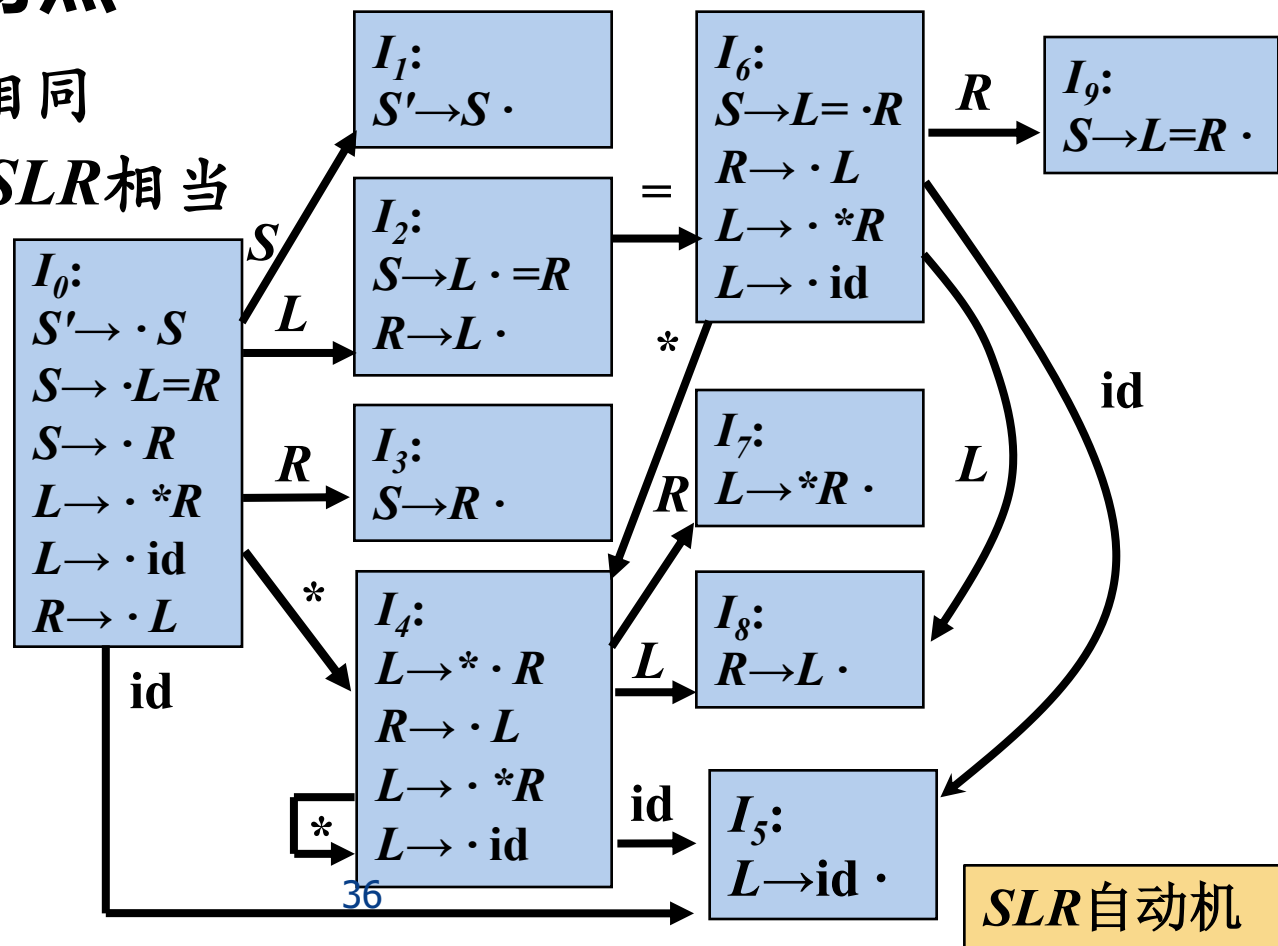 相同
SLR相当
I0:
S'→ · S
S→ ·L=R
S→ · R
L→ · *R
L→ · id
R→ · L
S
L
R
*
id
I1:
S'→S ·
I2:
S→L · =R
R→L ·
I3:
S→R ·
I4:
L→* · R
R→ · L
L→ · *R
L→ · id
*
=
*
R
L
id
I6:
S→L= ·R
R→ · L
L→ · *R
L→ · id
I7:
L→*R ·
I8:
R→L ·
I5:
L→id ·
R
L
id
I9:
S→L=R ·
36
SLR自动机